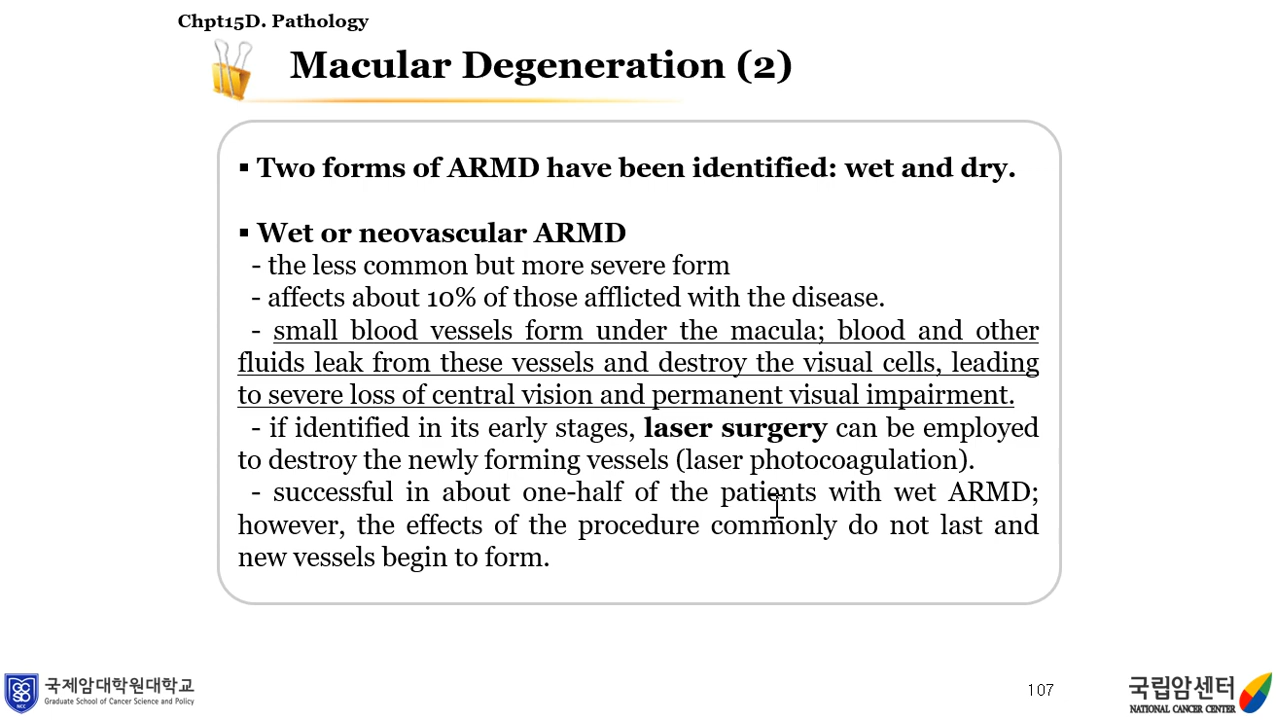 Chpt15D. Pathology
Macular Degeneration (2)
▪ Two forms of ARMD have been identified: wet and dry.
▪ Wet or neovascular ARMD
- the less common but more severe form
- affects about 10% of those afflicted with the disease.
- small blood vessels form under the macula; blood and other
fluids leak from these vessels and destroy the visual cells, leading
to severe loss of central vision and permanent visual impairment.
- if identified in its early stages, laser surgery can be employed
to destroy the newly forming vessels (laser photocoagulation).
- successful in about one-half of the patients with wet ARMD;
however, the effects of the procedure commonly do not last and
new vessels begin to form.
NCC
국제암대학원대학교
Graduate School of Cancer Science and Policy
107
국립암센터
NATIONAL CANCER CENTER